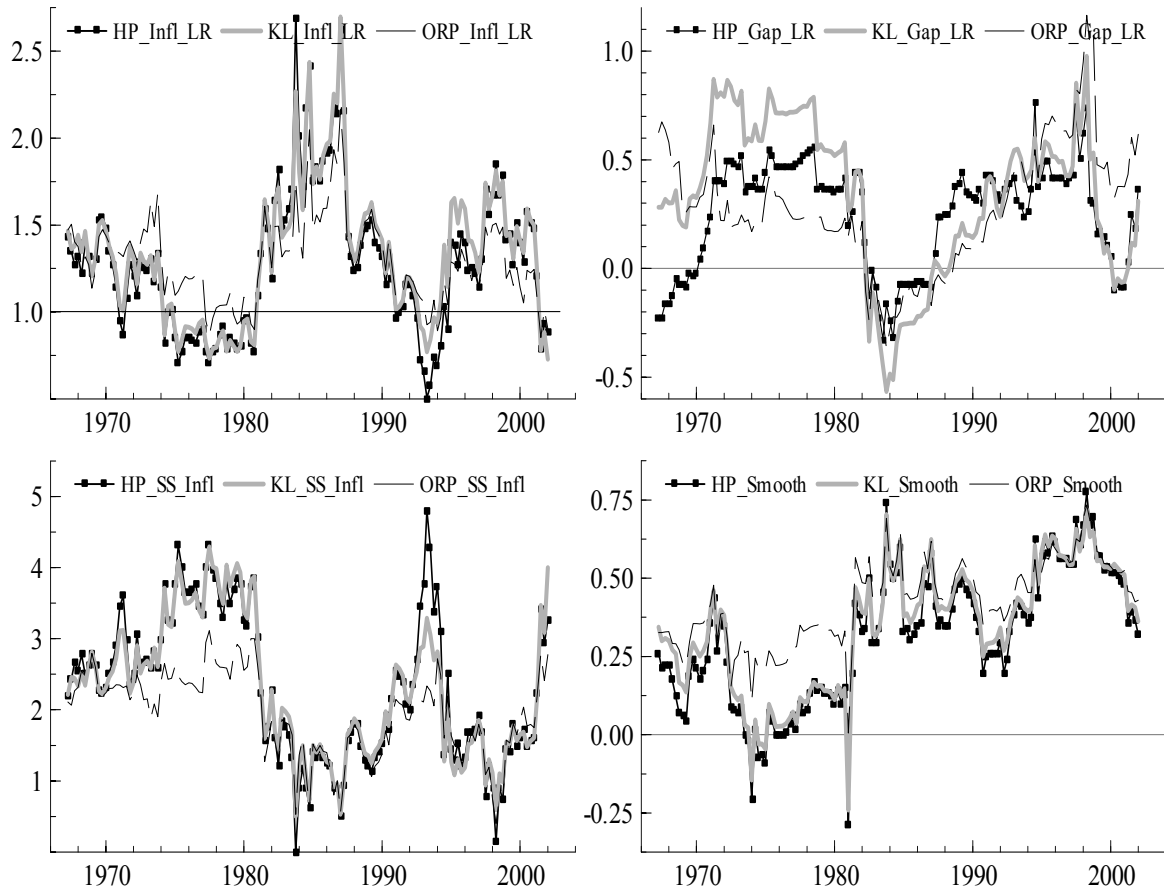 HP_Infl_LR KL_Infl_LR ORP_Infl_LR
2.5
2.0
1.5
1.0
1970 1980 1990 2000
HP_Gap_LR KL_Gap_LR ORP_Gap_LR
1.0
0.5
0.0
-0.5
1970 1980 1990 2000
HP_SS_Infl KL_SS_Infl ORP_SS_Infl
5
4
3
2
1
1970 1980 1990 2000
HP_Smooth KL_Smooth ORP_Smooth
0.75
0.50
0.25
0.00
-0.25
1970 1980 1990 2000